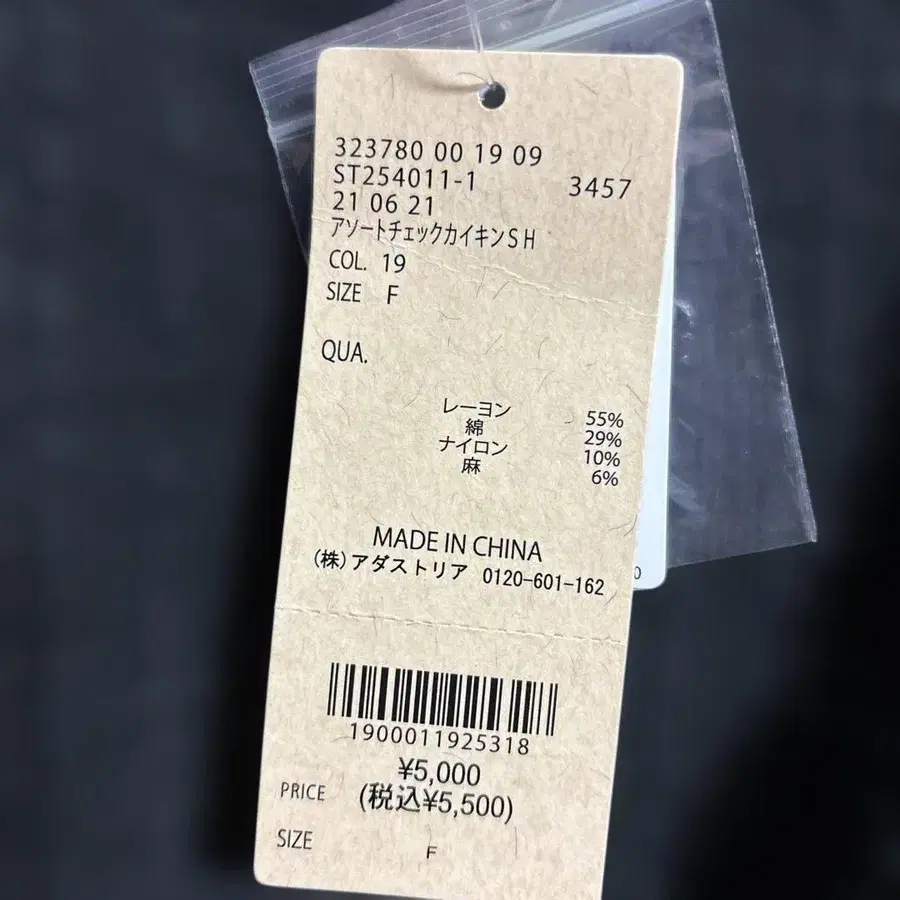 323780 00 19 09
ST254011-1 3457
21 06 21
アソートチェックカイキンSH
COL. 19
SIZE F
QUA.
レーヨン 55%
綿 29%
ナイロン 10%
麻 6%
MADE IN CHINA
(株)アダストリア 0120-601-162
0
1900011925318
¥5,000
PRICE (税込¥5,500)
SIZE F